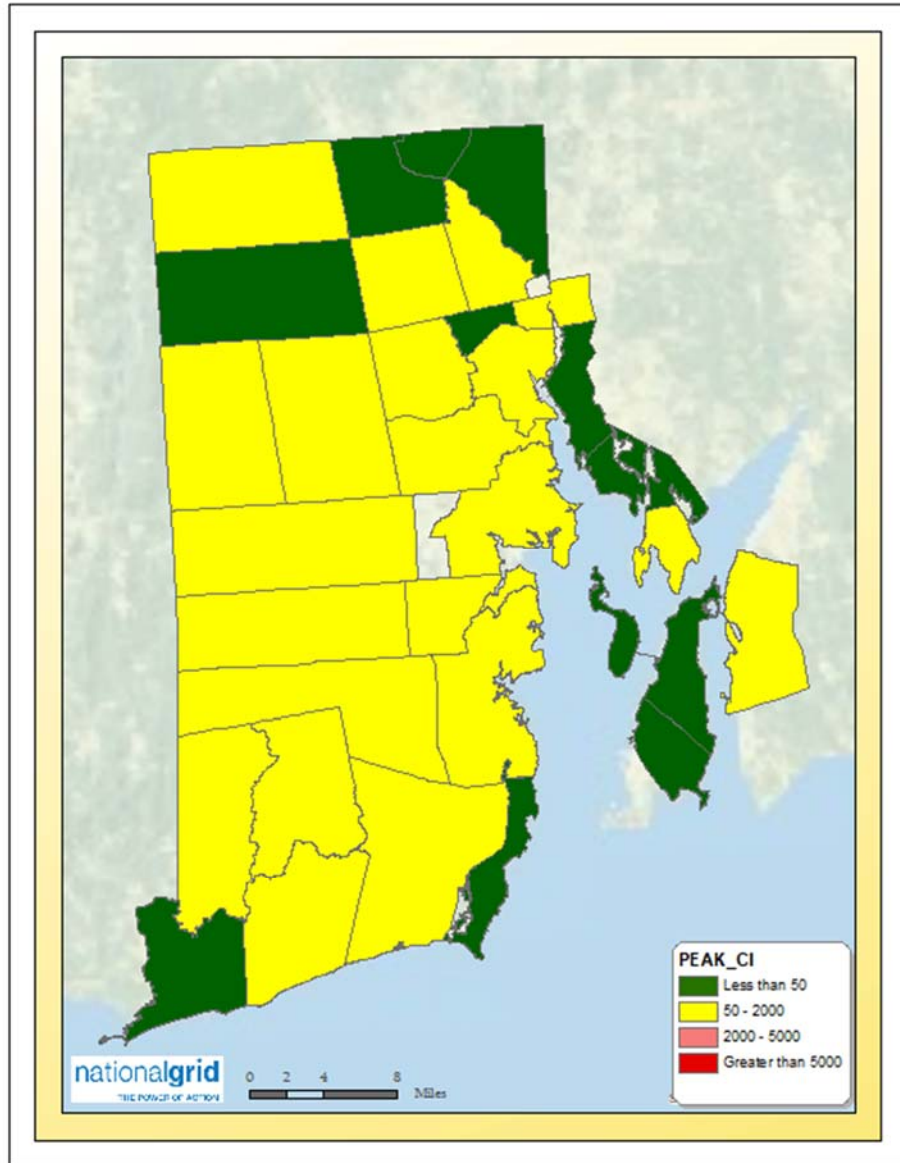 PEAK_CI
Less than 50
50 - 2000
2000 - 5000
Greater than 5000
nationalgrid
THE POWER OF ACTION
0 2 4 8
Miles